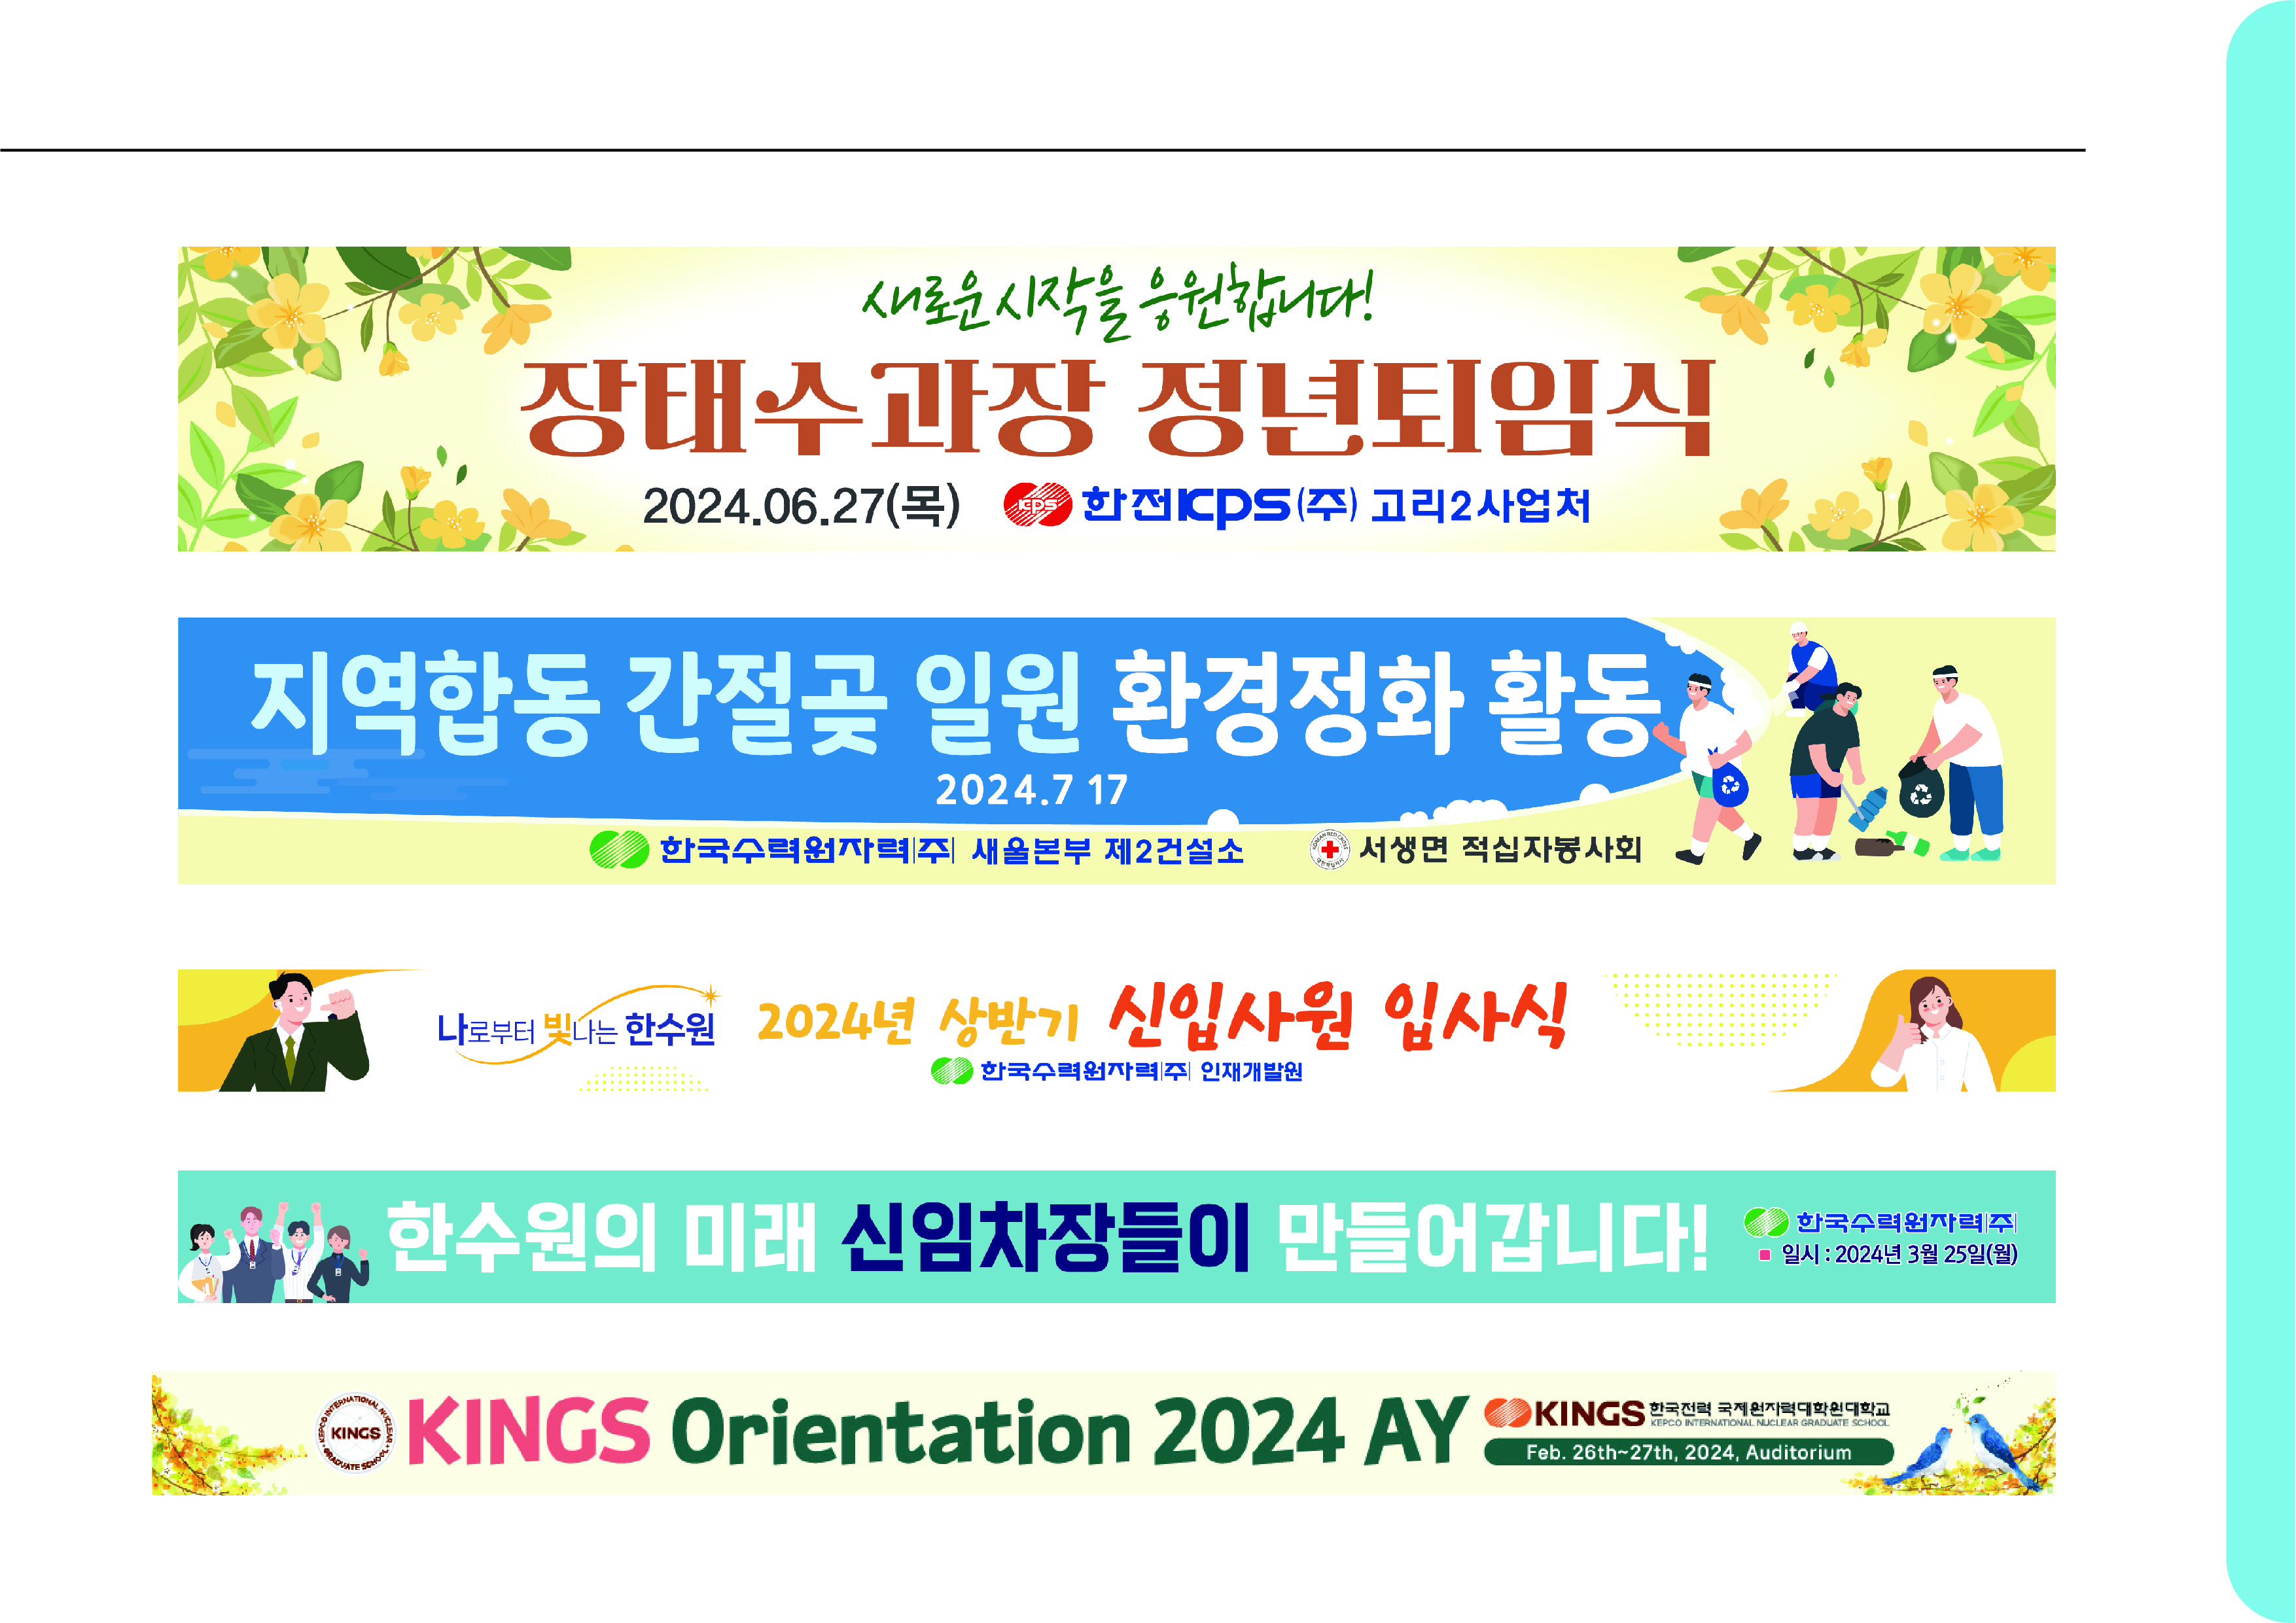 새로운 시작을 응원합니다!
장태수과장 정년퇴임식
2024.06.27(목) KPS 한전KPS(주) 고리2사업처
지역합동 간절곶 일원 환경정화 활동
2024.7 17
한국수력원자력(주) 새울본부 제2건설소 서생면 적십자봉사회
나로부터 빛나는 한수원 2024년 상반기 신입사원 입사식
한국수력원자력(주) 인재개발원
한수원의 미래 신임차장들이 만들어갑니다!
한국수력원자력(주)
일시 : 2024년 3월 25일(월)
KEPCO INTERNATIONAL NUCLEAR GRADUATE SCHOOL KINGS
KINGS Orientation 2024 AY
KINGS 한국전력 국제원자력대학원대학교
KEPCO INTERNATIONAL NUCLEAR GRADUATE SCHOOL
Feb. 26th~27th, 2024, Auditorium